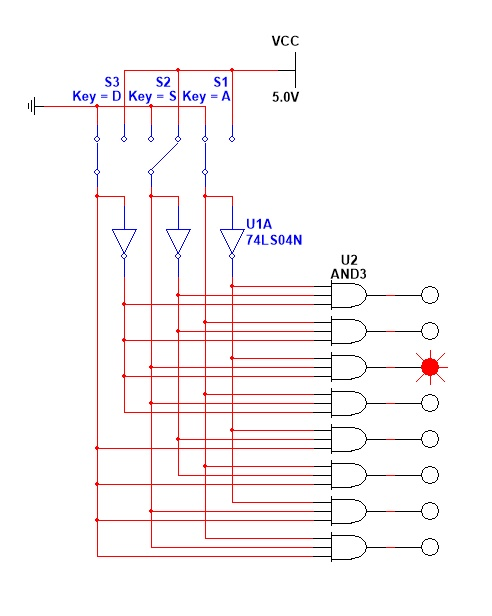 VCC
S3 S2 S1
Key = D Key = S Key = A
5.0V
U1A
74LS04N
U2
AND3